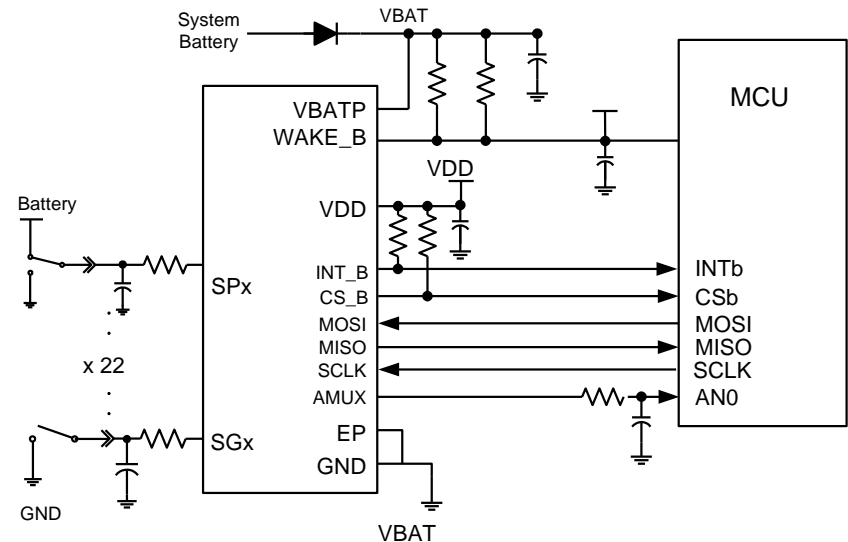 System
Battery
VBAT
MCU
VBATP
WAKE_B
VDD
VDD
Battery
INT_B
INTb
SPx
CS_B
CSb
MOSI
MOSI
MISO
MISO
x 22
SCLK
SCLK
AMUX
AN0
SGx
EP
GND
GND
VBAT